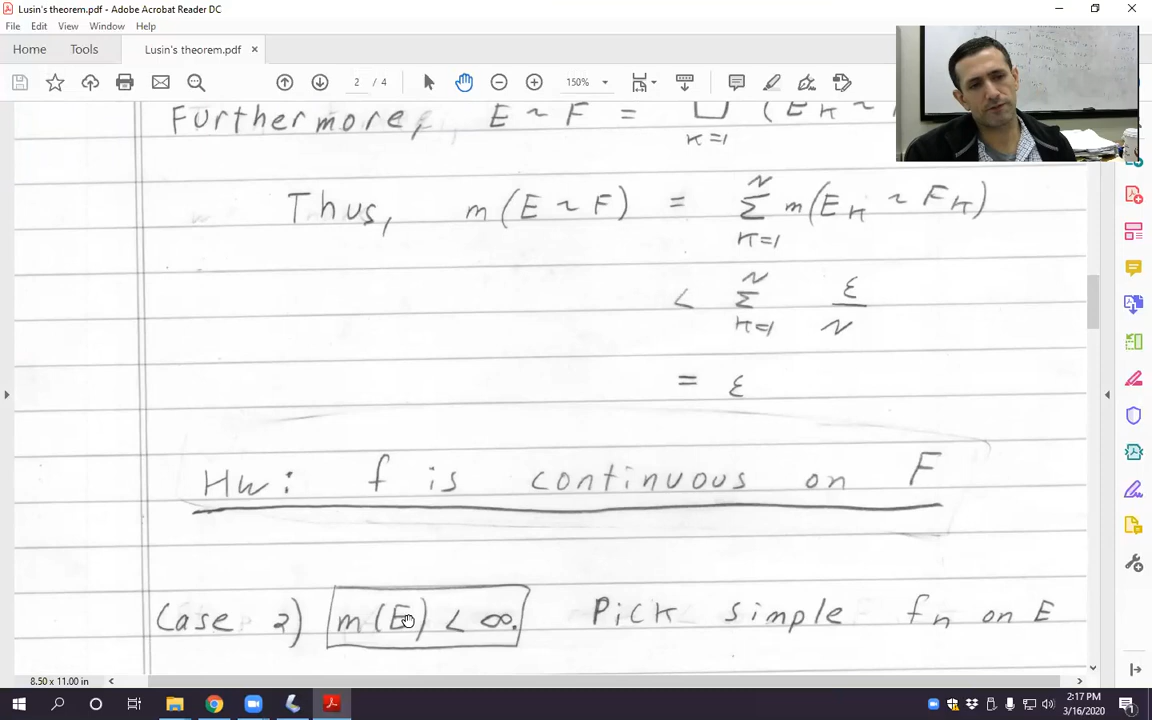 Lusin's theorem.pdf - Adobe Acrobat Reader DC
File Edit View Window Help
Home Tools Lusin's theorem.pdf ×
2 / 4 150%
Furthermore, E ~ F = ⊔ (E_K ~
K=1
Thus, m(E ~ F) = N Σ K=1 m(E_K ~ F_K)
< N Σ K=1 ε/N
= ε
Hw: f is continuous on F
Case 2) m(E) < ∞. Pick simple f_n on E
8.50 x 11.00 in
2:17 PM
3/16/2020